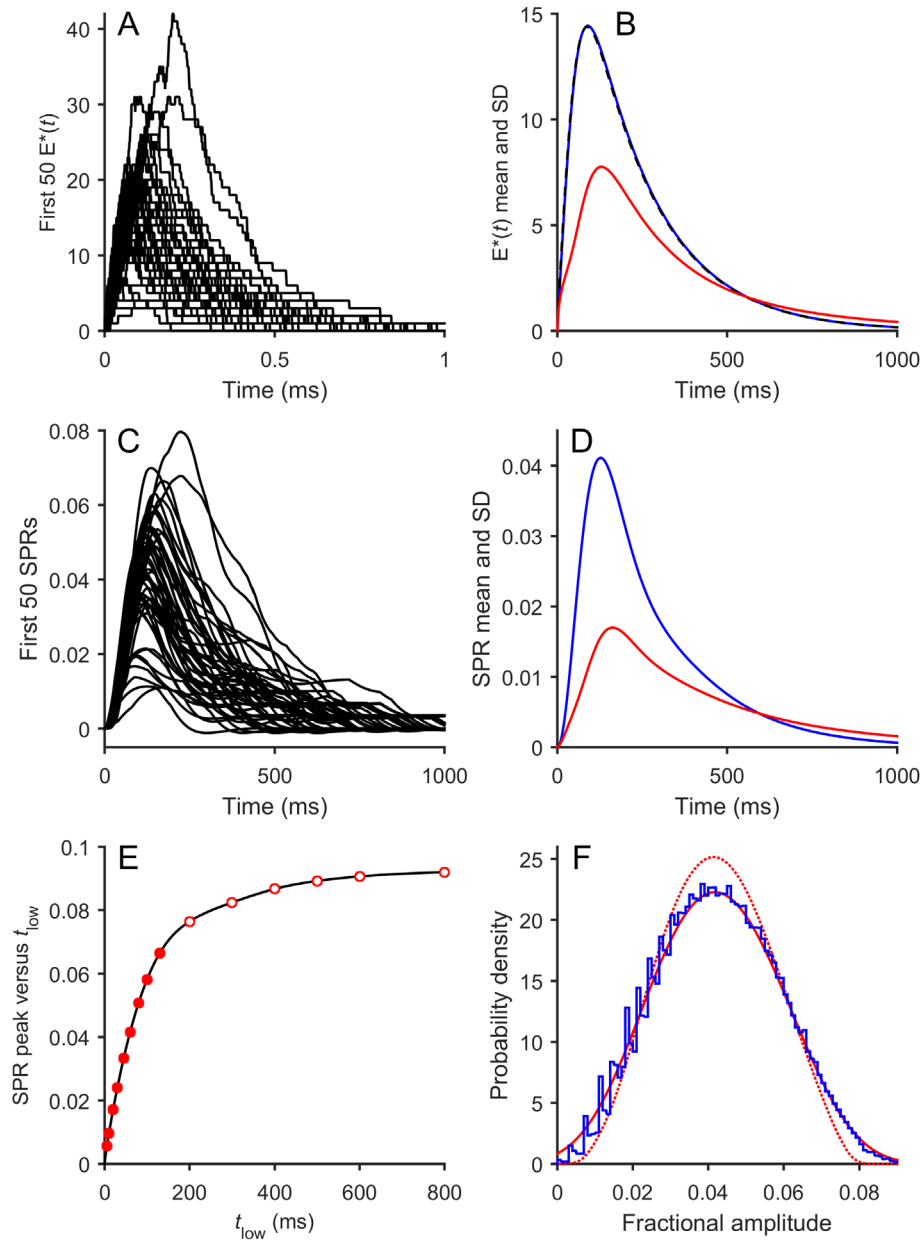 A
First 50 E*(t)
40
30
20
10
0
0
0.5
1
Time (ms)
B
E*(t) mean and SD
15
10
5
0
0
500
1000
Time (ms)
C
First 50 SPRs
0.08
0.06
0.04
0.02
0
0
500
1000
Time (ms)
D
SPR mean and SD
0.04
0.03
0.02
0.01
0
0
500
1000
Time (ms)
E
SPR peak versus t_low
0.1
0.08
0.06
0.04
0.02
0
0
200
400
600
800
t_low (ms)
F
Probability density
25
20
15
10
5
0
0
0.02
0.04
0.06
0.08
Fractional amplitude